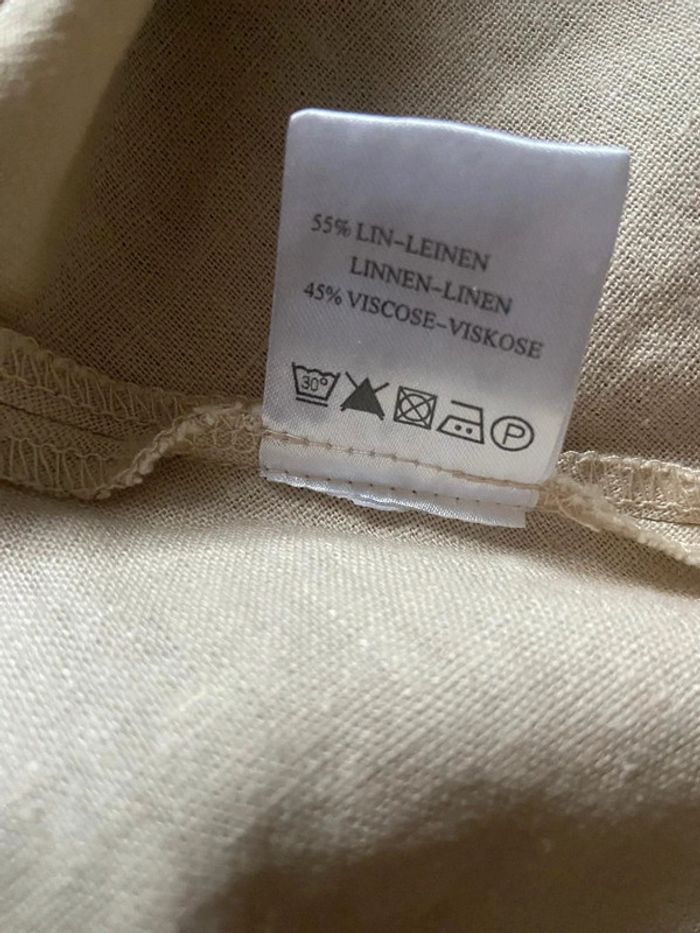 55% LIN-LEINEN
LINNEN-LINEN
45% VISCOSE-VISKOSE
30° P